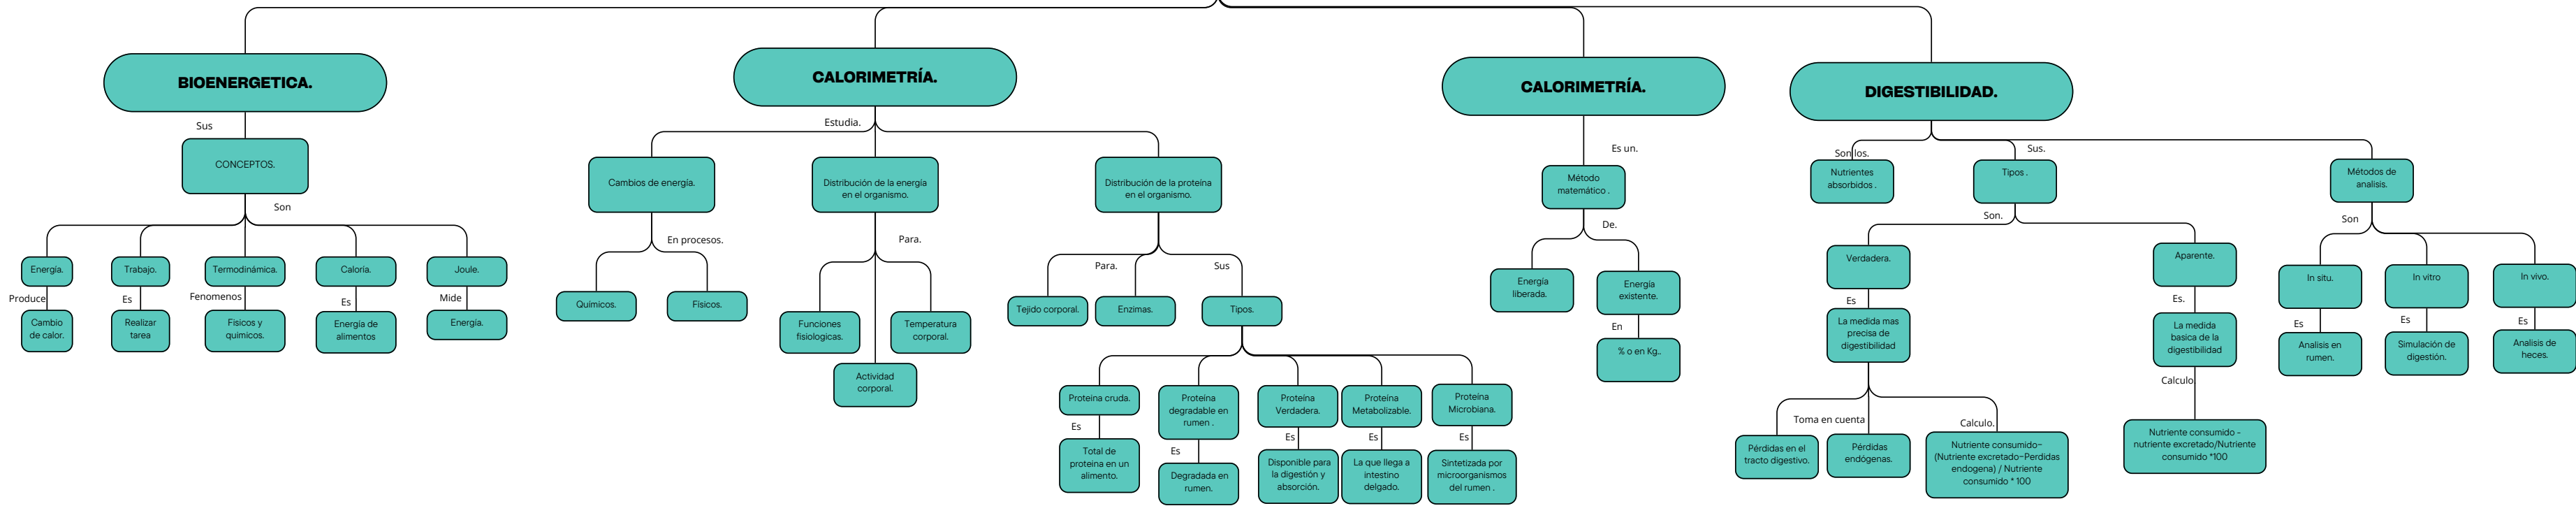 BIOENERGETICA.
Sus
CONCEPTOS.
Son
Energía.
Produce
Cambio
de calor.
Trabajo.
Es
Realizar
tarea
Termodinámica.
Fenomenos
Fisicos y
quimicos.
Caloría.
Es
Energía de
alimentos
Joule.
Mide
Energía.
CALORIMETRÍA.
Estudia.
Cambios de energía.
En procesos.
Químicos.
Físicos.
Distribución de la energía
en el organismo.
Para.
Funciones
fisiologicas.
Actividad
corporal.
Temperatura
corporal.
Distribución de la proteína
en el organismo.
Para.
Tejido corporal.
Enzimas.
Sus
Tipos.
Proteina cruda.
Es
Total de
proteina en un
alimento.
Proteína
degradable en
rumen .
Es
Degradada en
rumen.
Proteína
Verdadera.
Es
Disponible para
la digestión y
absorción.
Proteína
Metabolizable.
Es
La que llega a
intestino
delgado.
Proteína
Microbiana.
Es
Sintetizada por
microorganismos
del rumen .
CALORIMETRÍA.
Es un.
Método
matemático .
De.
Energía
liberada.
Energía
existente.
En
% o en Kg..
DIGESTIBILIDAD.
Son los.
Nutrientes
absorbidos .
Sus.
Tipos .
Son.
Verdadera.
Es
La medida mas
precisa de
digestibilidad
Toma en cuenta
Pérdidas en el
tracto digestivo.
Pérdidas
endógenas.
Calculo.
Nutriente consumido–
(Nutriente excretado–Perdidas
endogena) / Nutriente
consumido * 100
Aparente.
Es.
La medida
basica de la
digestibilidad
Calculo
Nutriente consumido -
nutriente excretado/Nutriente
consumido *100
Métodos de
analisis.
Son
In situ.
Es
Analisis en
rumen.
In vitro
Es
Simulación de
digestión.
In vivo.
Es
Analisis de
heces.